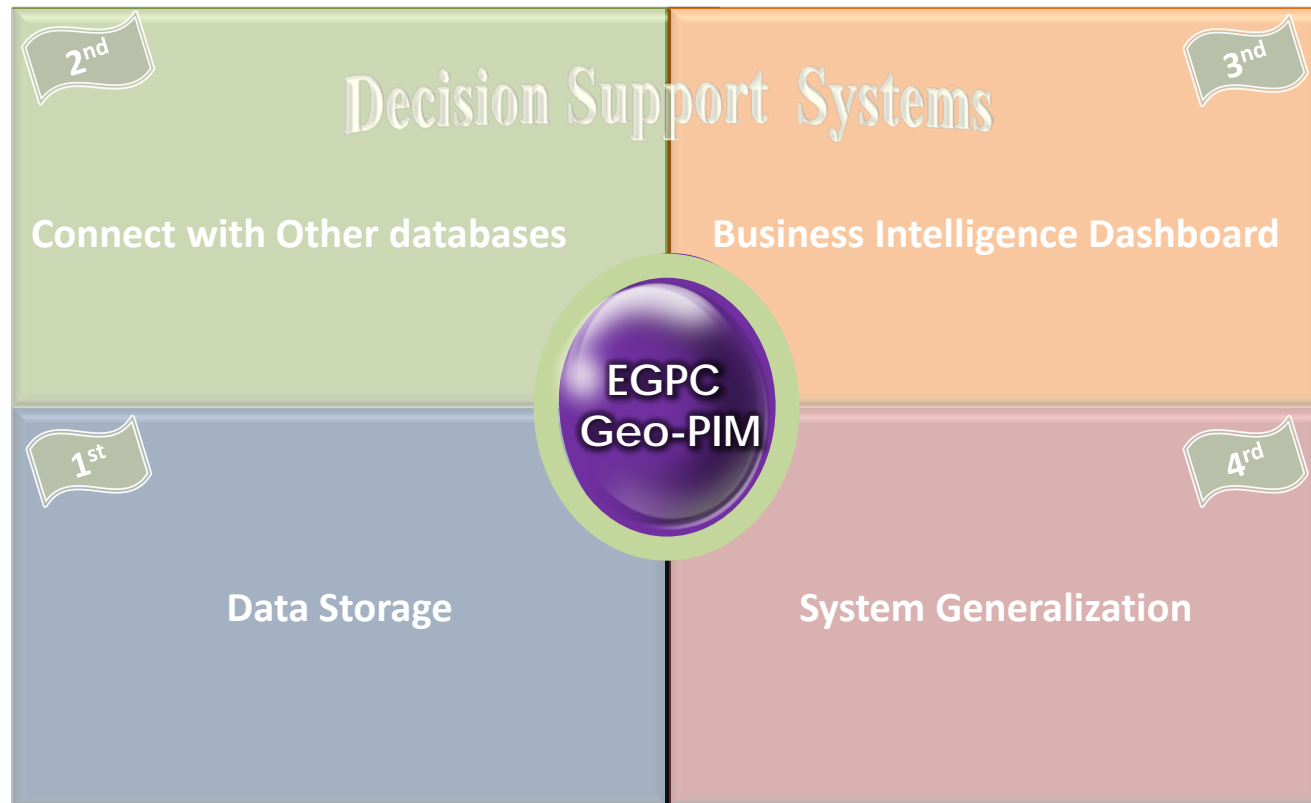 2nd
3nd
Decision Support Systems
Connect with Other databases
Business Intelligence Dashboard
EGPC
Geo-PIM
1st
4rd
Data Storage
System Generalization